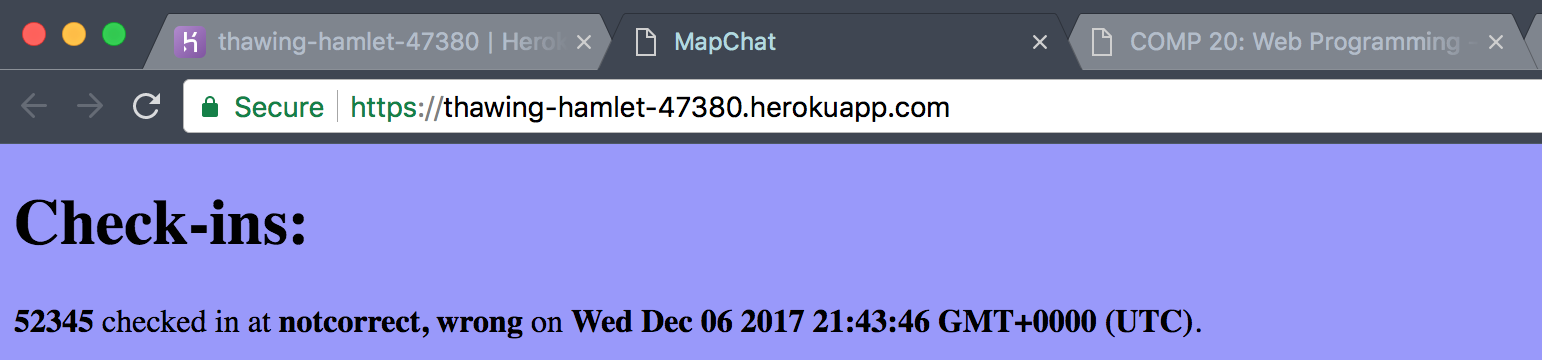 thawing-hamlet-47380 | Herok
MapChat
COMP 20: Web Programming -
Secure https://thawing-hamlet-47380.herokuapp.com
Check-ins:
52345 checked in at notcorrect, wrong on Wed Dec 06 2017 21:43:46 GMT+0000 (UTC).